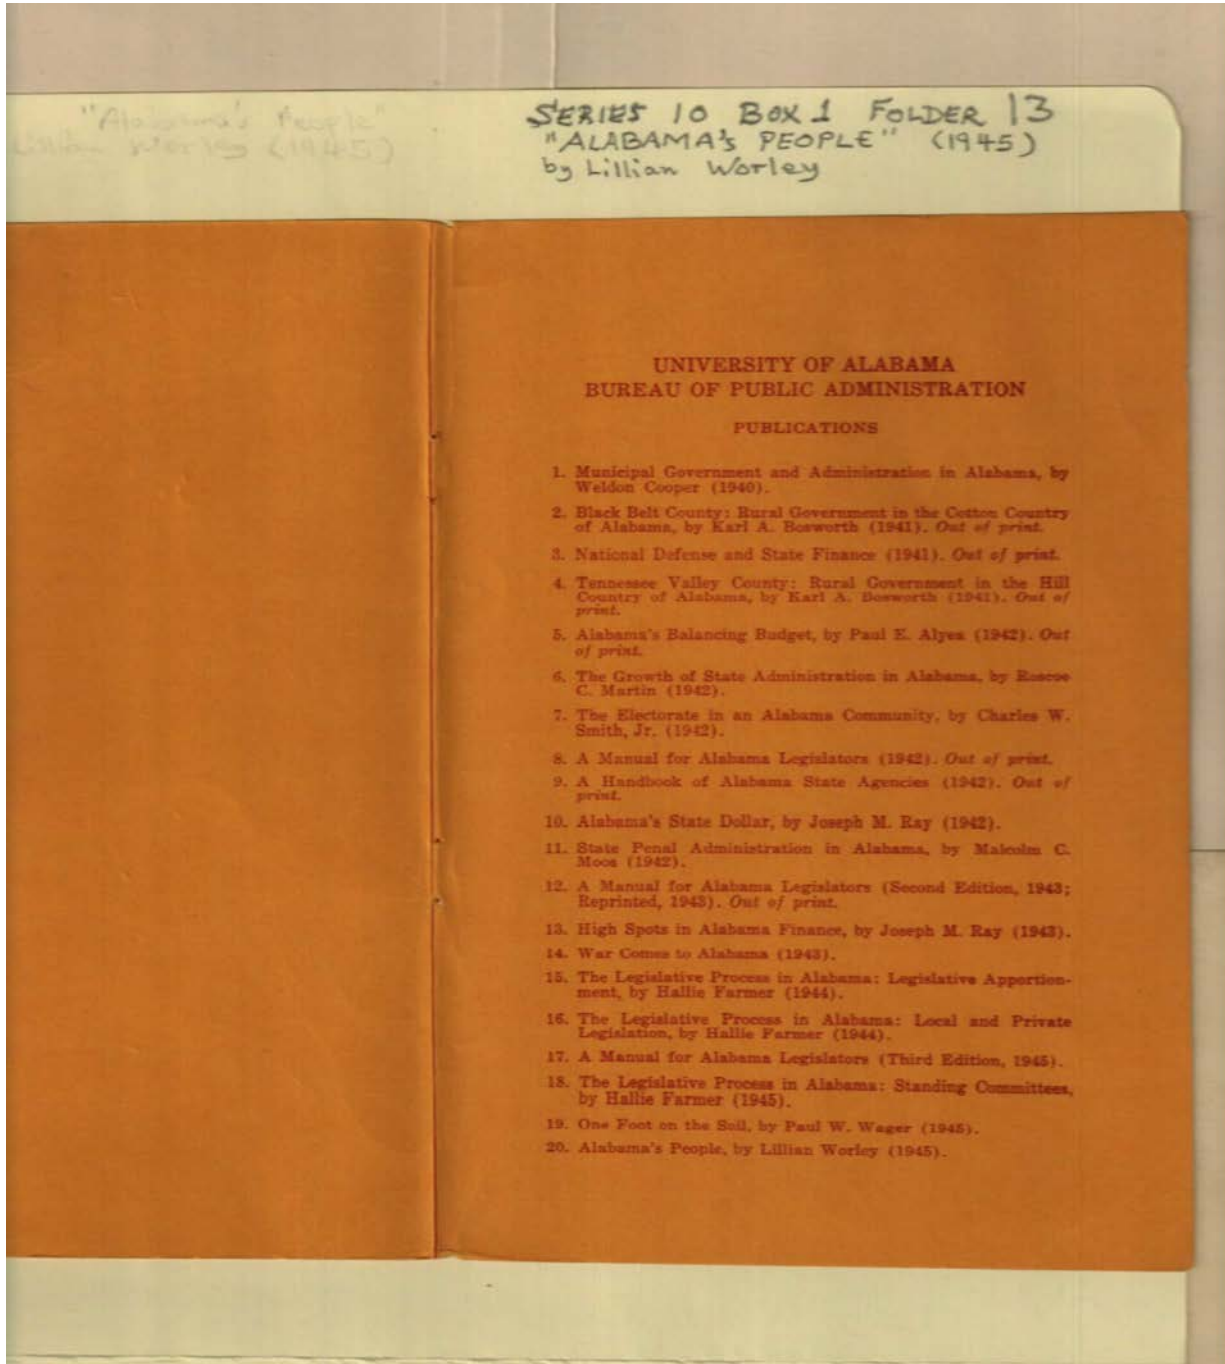 "Alabama's People"
Lillian Worley (1945)
SERIES 10 BOX 1 FOLDER 13
"ALABAMA's PEOPLE" (1945)
by Lillian Worley
UNIVERSITY OF ALABAMA
BUREAU OF PUBLIC ADMINISTRATION
PUBLICATIONS
1. Municipal Government and Administration in Alabama, by
Weldon Cooper (1940).
2. Black Belt County: Rural Government in the Cotton Country
of Alabama, by Karl A. Bosworth (1941). Out of print.
3. National Defense and State Finance (1941). Out of print.
4. Tennessee Valley County: Rural Government in the Hill
Country of Alabama, by Karl A. Bosworth (1941). Out of
print.
5. Alabama's Balancing Budget, by Paul E. Alyea (1942). Out
of print.
6. The Growth of State Administration in Alabama, by Roscoe
C. Martin (1942).
7. The Electorate in an Alabama Community, by Charles W.
Smith, Jr. (1942).
8. A Manual for Alabama Legislators (1942). Out of print.
9. A Handbook of Alabama State Agencies (1942). Out of
print.
10. Alabama's State Dollar, by Joseph M. Ray (1942).
11. State Penal Administration in Alabama, by Malcolm C.
Moos (1942).
12. A Manual for Alabama Legislators (Second Edition, 1943;
Reprinted, 1943). Out of print.
13. High Spots in Alabama Finance, by Joseph M. Ray (1943).
14. War Comes to Alabama (1943).
15. The Legislative Process in Alabama: Legislative Apportion-
ment, by Hallie Farmer (1944).
16. The Legislative Process in Alabama: Local and Private
Legislation, by Hallie Farmer (1944).
17. A Manual for Alabama Legislators (Third Edition, 1945).
18. The Legislative Process in Alabama: Standing Committees,
by Hallie Farmer (1945).
19. One Foot on the Soil, by Paul W. Wager (1945).
20. Alabama's People, by Lillian Worley (1945).